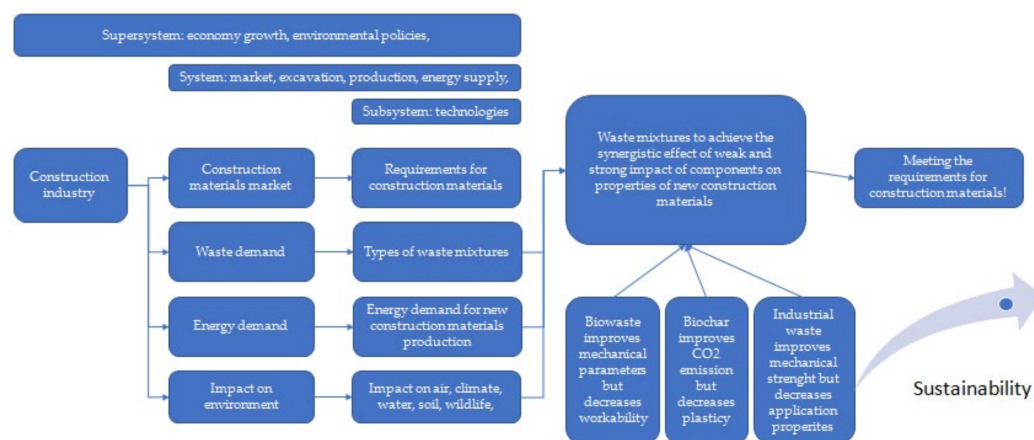 Supersystem: economy growth, environmental policies,
System: market, excavation, production, energy supply,
Subsystem: technologies
Construction
industry
Construction
materials market
Requirements for
construction materials
Waste demand
Types of waste mixtures
Energy demand
Energy demand for new
construction materials
production
Impact on
environment
Impact on air, climate,
water, soil, wildlife,
Waste mixtures to achieve the
synergistic effect of weak and
strong impact of components on
properties of new construction
materials
Meeting the
requirements for
construction materials!
Biowaste
improves
mechanical
parameters
but
decreases
workability
Biochar
improves
CO2
emission
but
decreases
plasticy
Industrial
waste
improves
mechanical
strenght but
decreases
application
properites
Sustainability